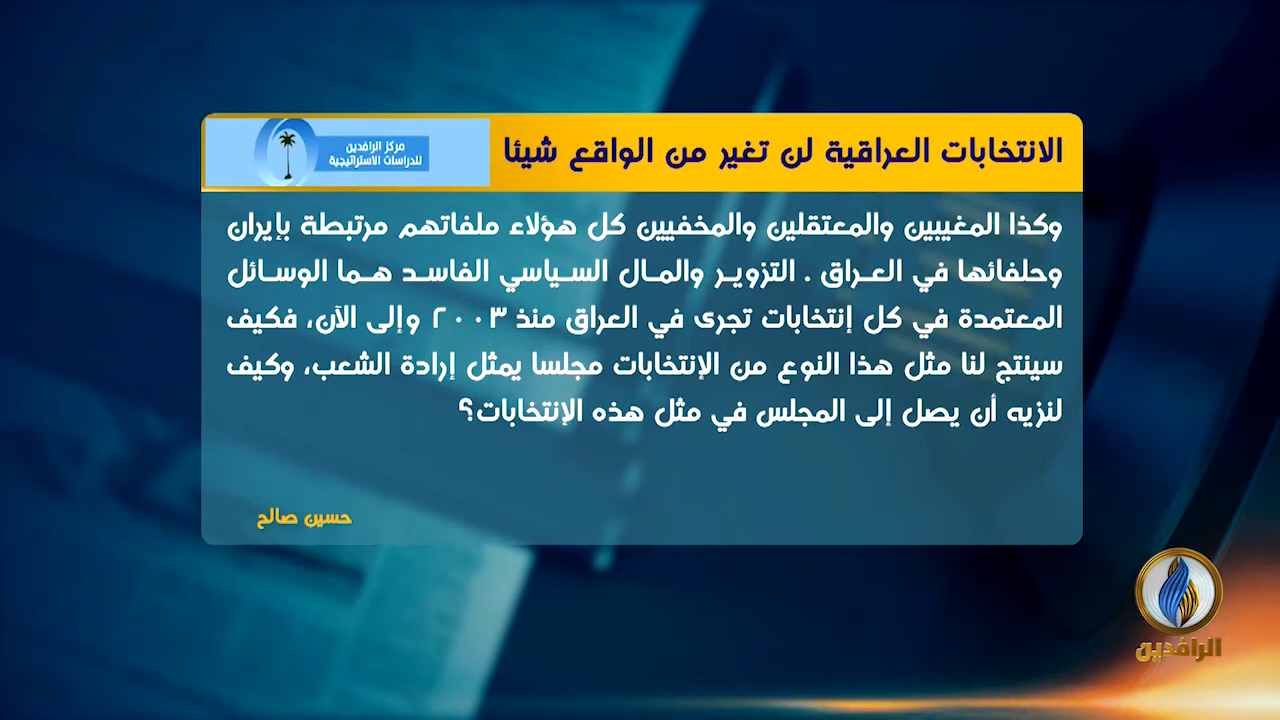 الانتخابات العراقية لن تغير من الواقع شيئا
مركز الرافدين
للدراسات الاستراتيجية
وكذا المغيبين والمعتقلين والمخفيين كل هؤلاء ملفاتهم مرتبطة بإيران
وحلفائها في العراق . التزوير والمال السياسي الفاسد هما الوسائل
المعتمدة في كل إنتخابات تجرى في العراق منذ ٢٠٠٣ وإلى الآن، فكيف
سينتج لنا مثل هذا النوع من الإنتخابات مجلسا يمثل إرادة الشعب، وكيف
لنزيه أن يصل إلى المجلس في مثل هذه الإنتخابات؟
حسين صالح
الرافدين